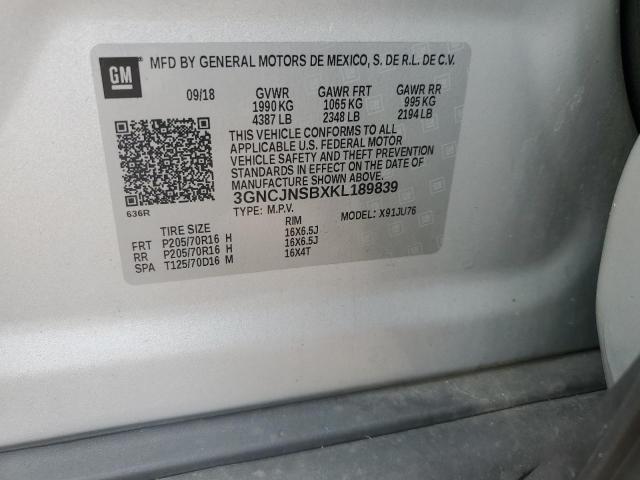 GM
MFD BY GENERAL MOTORS DE MEXICO, S. DE R.L. DE C.V.
09/18 GVWR GAWR FRT GAWR RR
1990 KG 1065 KG 995 KG
4387 LB 2348 LB 2194 LB
THIS VEHICLE CONFORMS TO ALL
APPLICABLE U.S. FEDERAL MOTOR
VEHICLE SAFETY AND THEFT PREVENTION
STANDARDS IN EFFECT ON THE DATE OF
MANUFACTURE SHOWN ABOVE.
3GNCJNSBXKL189839
636R TYPE: M.P.V. MODEL: X91JU76
TIRE SIZE RIM
FRT P205/70R16 H 16X6.5J
RR P205/70R16 H 16X6.5J
SPA T125/70D16 M 16X4T